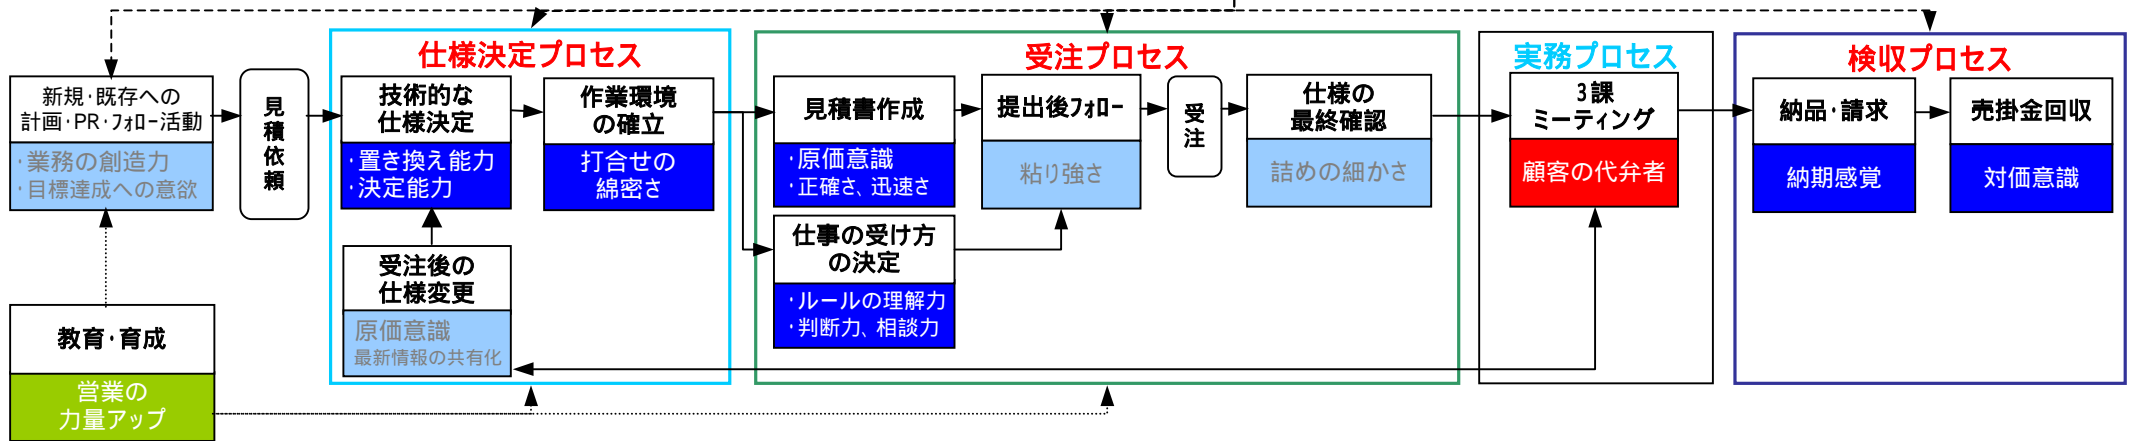 新規・既存への
計画・PR・ﾌｫﾛｰ活動
・業務の創造力
・目標達成への意欲
教育・育成
営業の
力量アップ
見
積
依
頼
仕様決定プロセス
技術的な
仕様決定
・置き換え能力
・決定能力
作業環境
の確立
打合せの
綿密さ
受注後の
仕様変更
原価意識
最新情報の共有化
受注プロセス
見積書作成
・原価意識
・正確さ、迅速さ
提出後ﾌｫﾛｰ
粘り強さ
受
注
仕様の
最終確認
詰めの細かさ
仕事の受け方
の決定
・ルールの理解力
・判断力、相談力
実務プロセス
3課
ミーティング
顧客の代弁者
検収プロセス
納品・請求
納期感覚
売掛金回収
対価意識